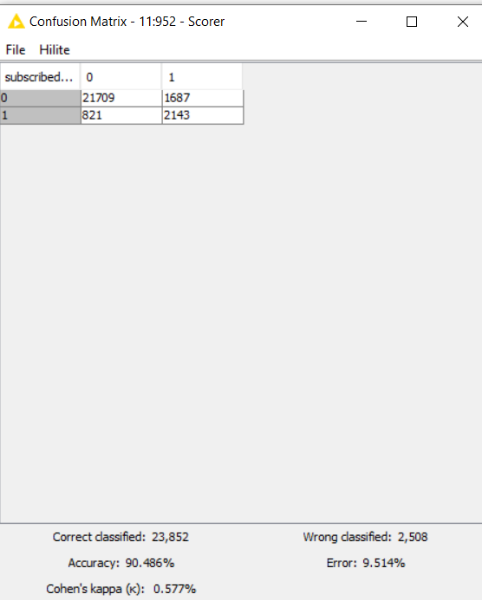 Confusion Matrix - 11:952 - Scorer
File Hilite
subscribed... 0 1
0 21709 1687
1 821 2143
Correct classified: 23,852 Wrong classified: 2,508
Accuracy: 90.486% Error: 9.514%
Cohen's kappa (κ): 0.577%